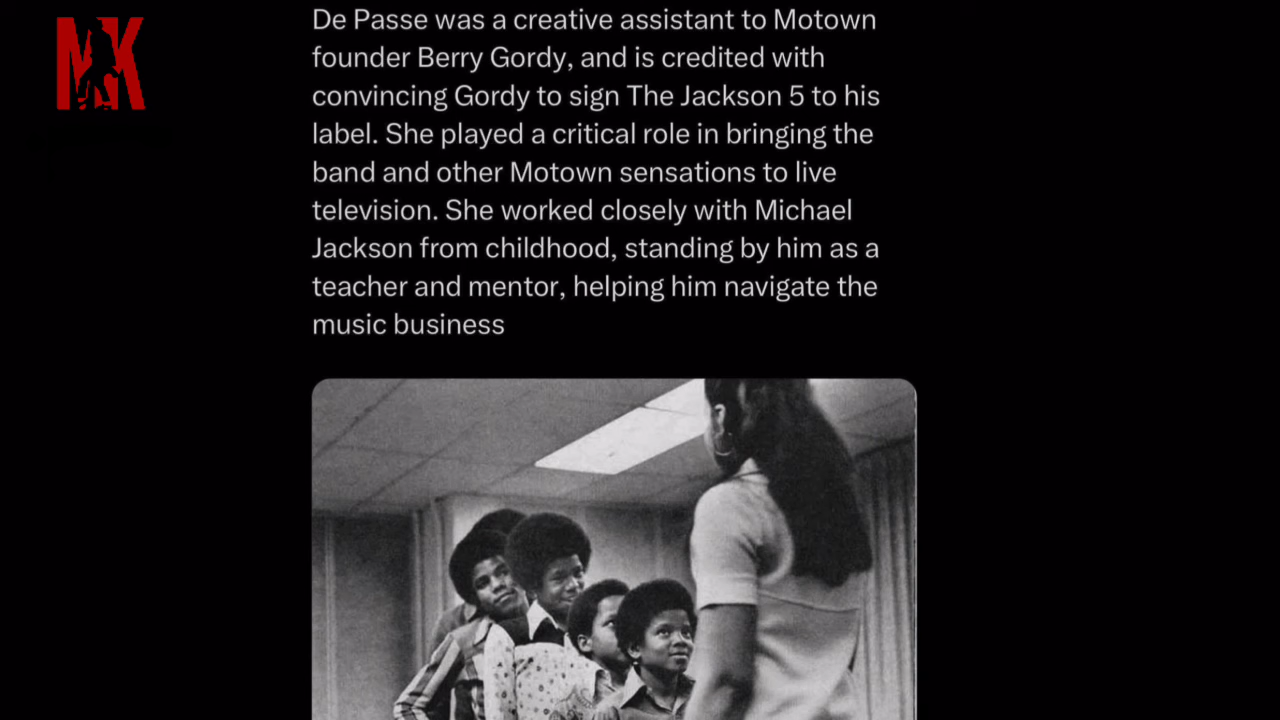 MK
De Passe was a creative assistant to Motown
founder Berry Gordy, and is credited with
convincing Gordy to sign The Jackson 5 to his
label. She played a critical role in bringing the
band and other Motown sensations to live
television. She worked closely with Michael
Jackson from childhood, standing by him as a
teacher and mentor, helping him navigate the
music business